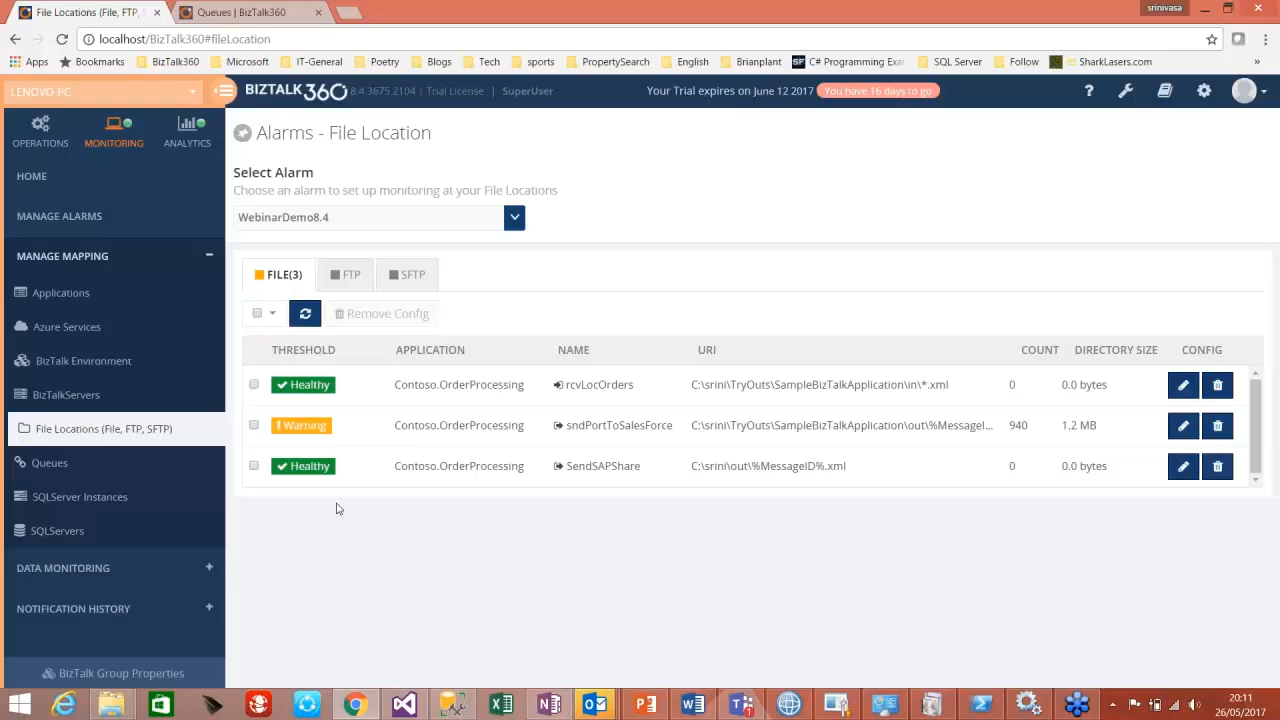 File Locations (File, FTP, S
Queues | BizTalk360
srinivasa
localhost/BizTalk360#fileLocation
Apps
Bookmarks
BizTalk360
Microsoft
IT-General
Poetry
Blogs
Tech
sports
PropertySearch
English
Brianplant
SF
C# Programming Exa
SQL Server
Follow
SharkLasers.com
LENOVO-PC
BIZTALK360
8.4.3675.2104 | Trial License | SuperUser
Your Trial expires on June 12 2017
You have 16 days to go
OPERATIONS
MONITORING
ANALYTICS
HOME
MANAGE ALARMS
MANAGE MAPPING
Applications
Azure Services
BizTalk Environment
BizTalkServers
File Locations (File, FTP, SFTP)
Queues
SQLServer Instances
SQLServers
DATA MONITORING
NOTIFICATION HISTORY
BizTalk Group Properties
Alarms - File Location
Select Alarm
Choose an alarm to set up monitoring at your File Locations
WebinarDemo8.4
FILE(3)
FTP
SFTP
Remove Config
THRESHOLD APPLICATION NAME URI COUNT DIRECTORY SIZE CONFIG
Healthy Contoso.OrderProcessing rcvLocOrders C:\srini\TryOuts\SampleBizTalkApplication\in\*.xml 0 0.0 bytes
Warning Contoso.OrderProcessing sndPortToSalesForce C:\srini\TryOuts\SampleBizTalkApplication\out\%MessageI... 940 1.2 MB
Healthy Contoso.OrderProcessing SendSAPShare C:\srini\out\%MessageID%.xml 0 0.0 bytes
20:11
26/05/2017